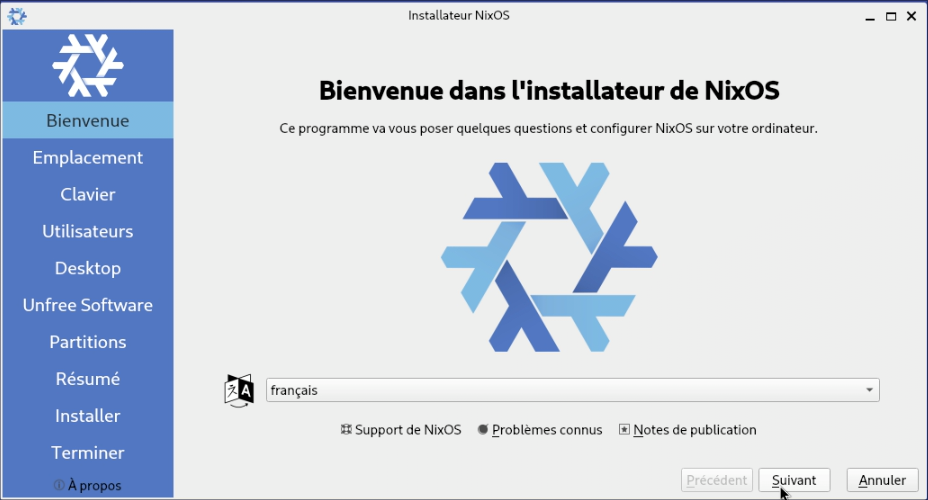 Installateur NixOS
Bienvenue
Emplacement
Clavier
Utilisateurs
Desktop
Unfree Software
Partitions
Résumé
Installer
Terminer
À propos
Bienvenue dans l'installateur de NixOS
Ce programme va vous poser quelques questions et configurer NixOS sur votre ordinateur.
français
Support de NixOS Problèmes connus Notes de publication
Précédent Suivant Annuler